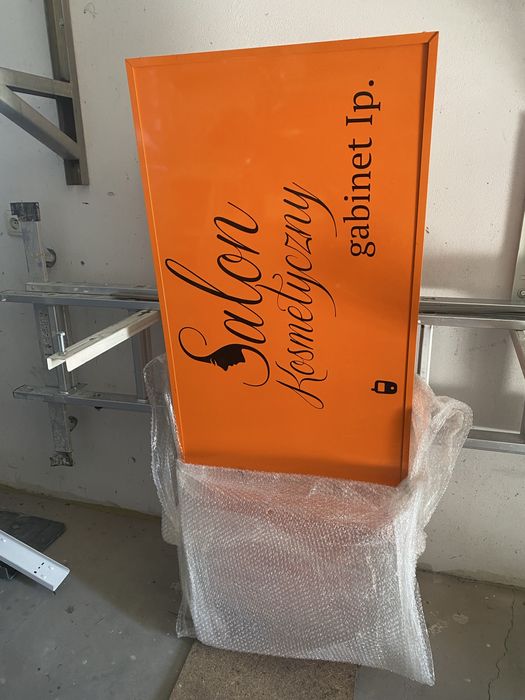 Salon
Kosmetyczny
gabinet Ip.